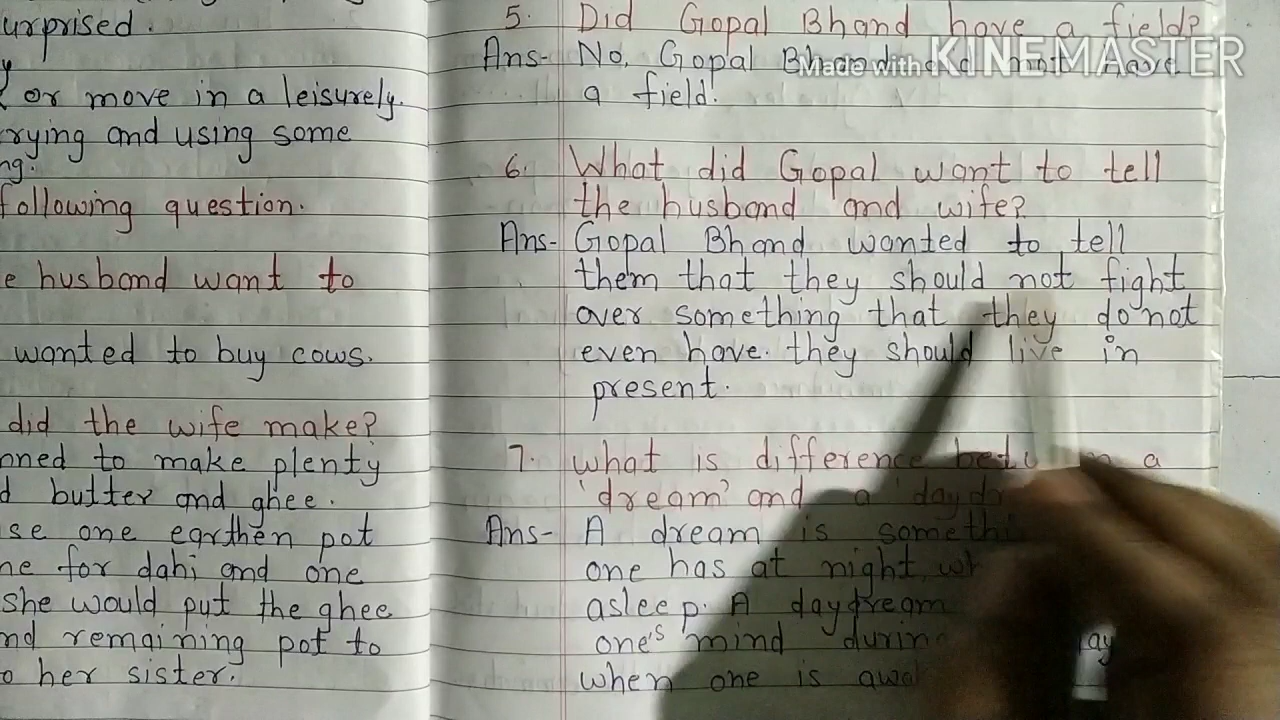 urprised.
or move in a leisurely.
rying and using some
ng.
following question.
e husband want to
wanted to buy cows.
did the wife make?
nned to make plenty
d butter and ghee.
se one earthen pot
ne for dahi and one
she would put the ghee
nd remaining pot to
o her sister.
5. Did Gopal Bhand have a field?
Ans- No, Gopal Bhand did not have
a field.
Made with KINEMASTER
6. What did Gopal want to tell
the husband and wife?
Ans- Gopal Bhand wanted to tell
them that they should not fight
over something that they do not
even have. they should live in
present.
7. what is difference a
'dream' and a
Ans- A dream is
one has at night
asleep. A daydream
one's mind
when one is